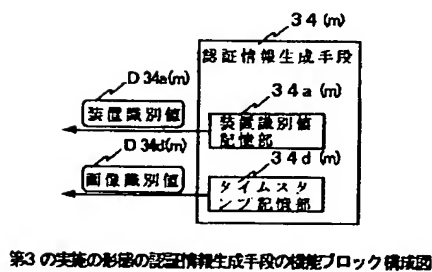 34(m)
認証情報生成手段
D34a(m)
34a(m)
装置識別値
装置識別値
記憶部
D34d(m)
34d(m)
画像識別値
タイムスタ
ンプ記憶部
第3の実施の形態の認証情報生成手段の機能ブロック構成図